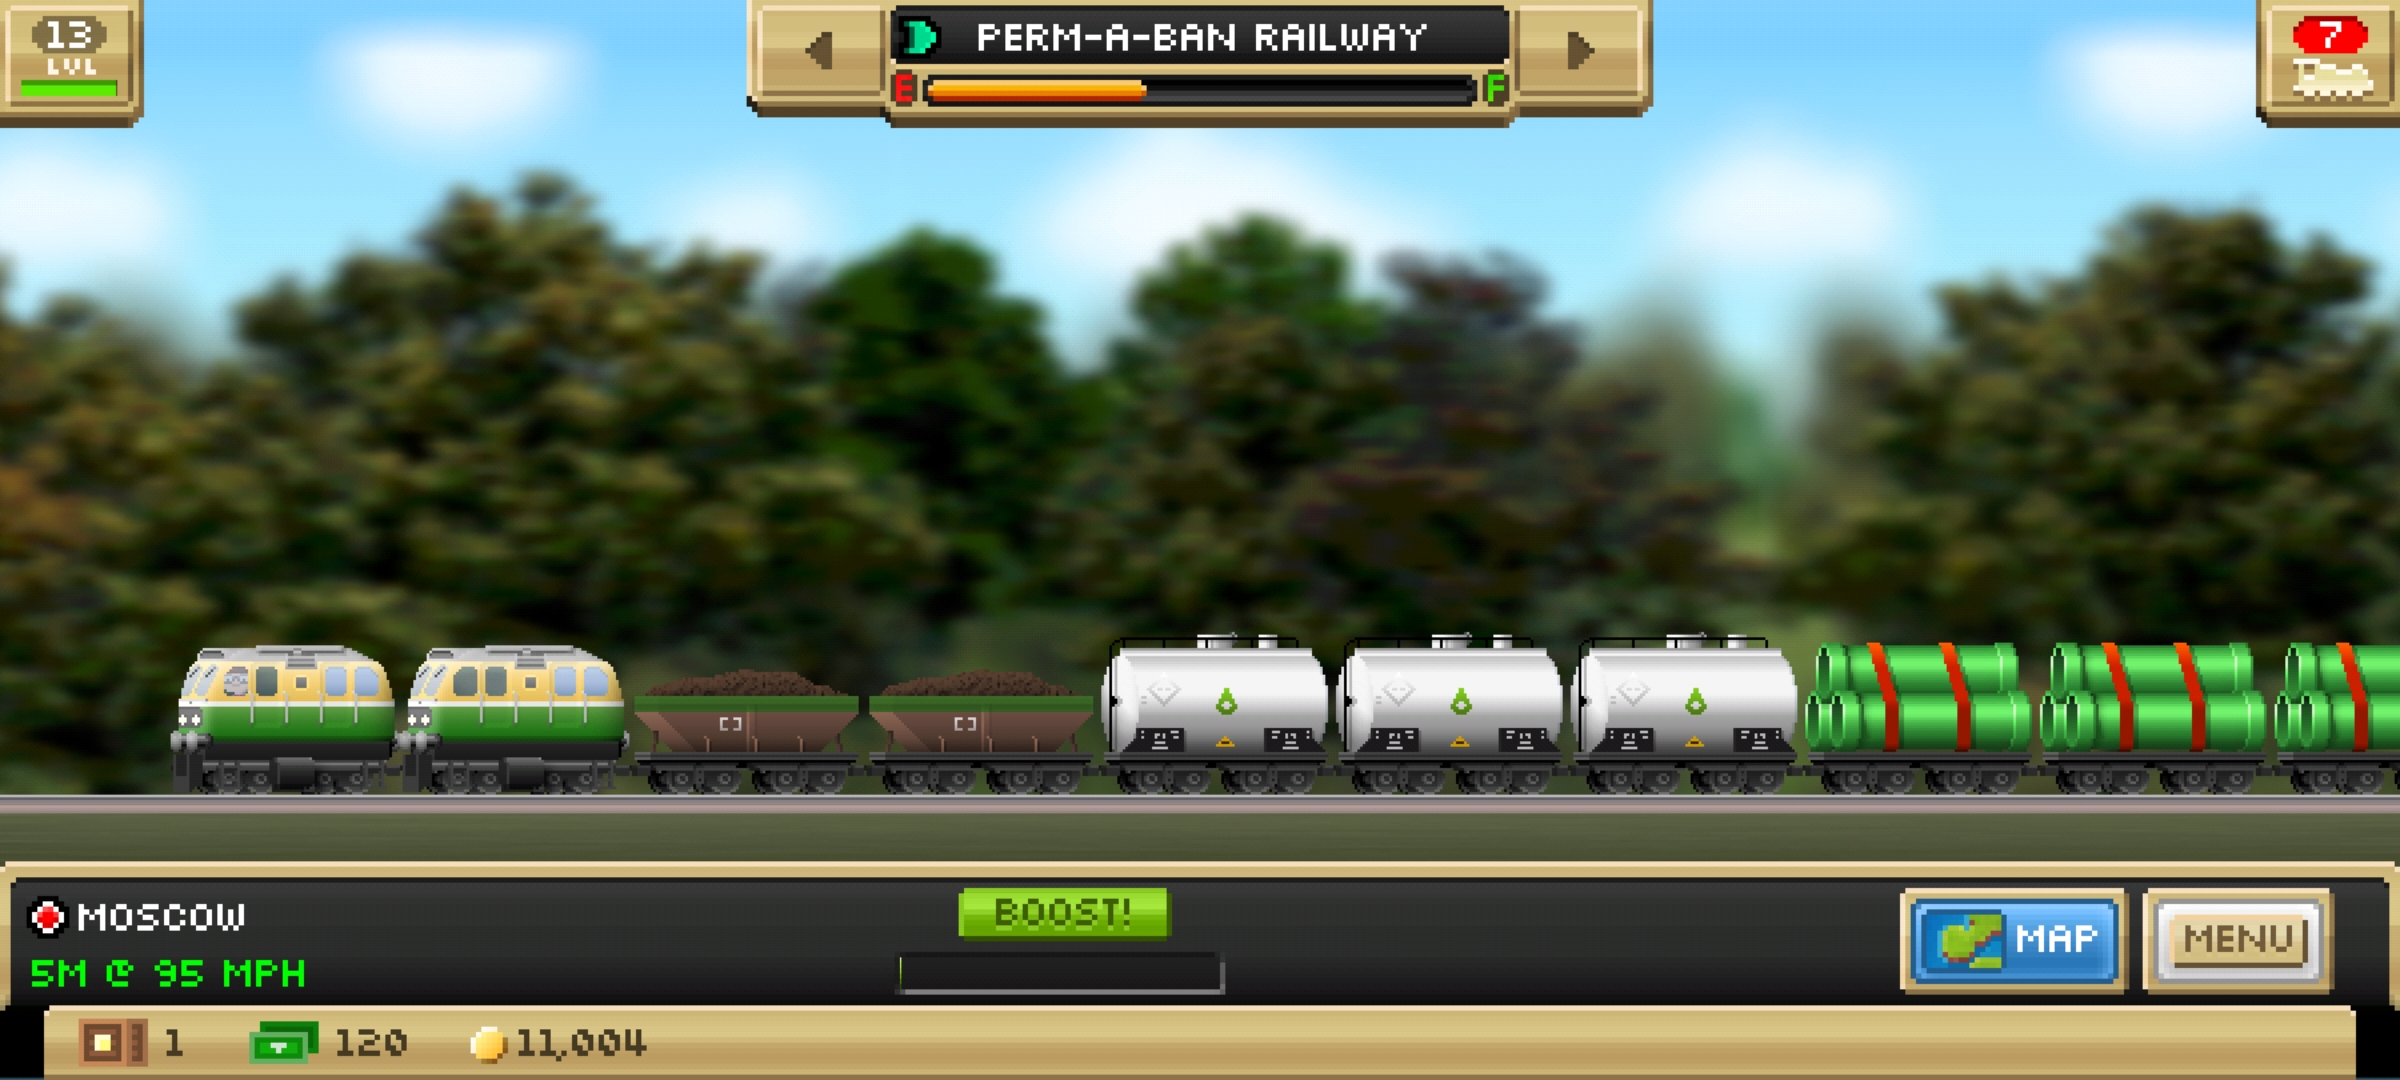 13
LVL
PERM-A-BAN RAILWAY
E F
7
MOSCOW
5M @ 95 MPH
BOOST!
MAP
MENU
1
120
11,004